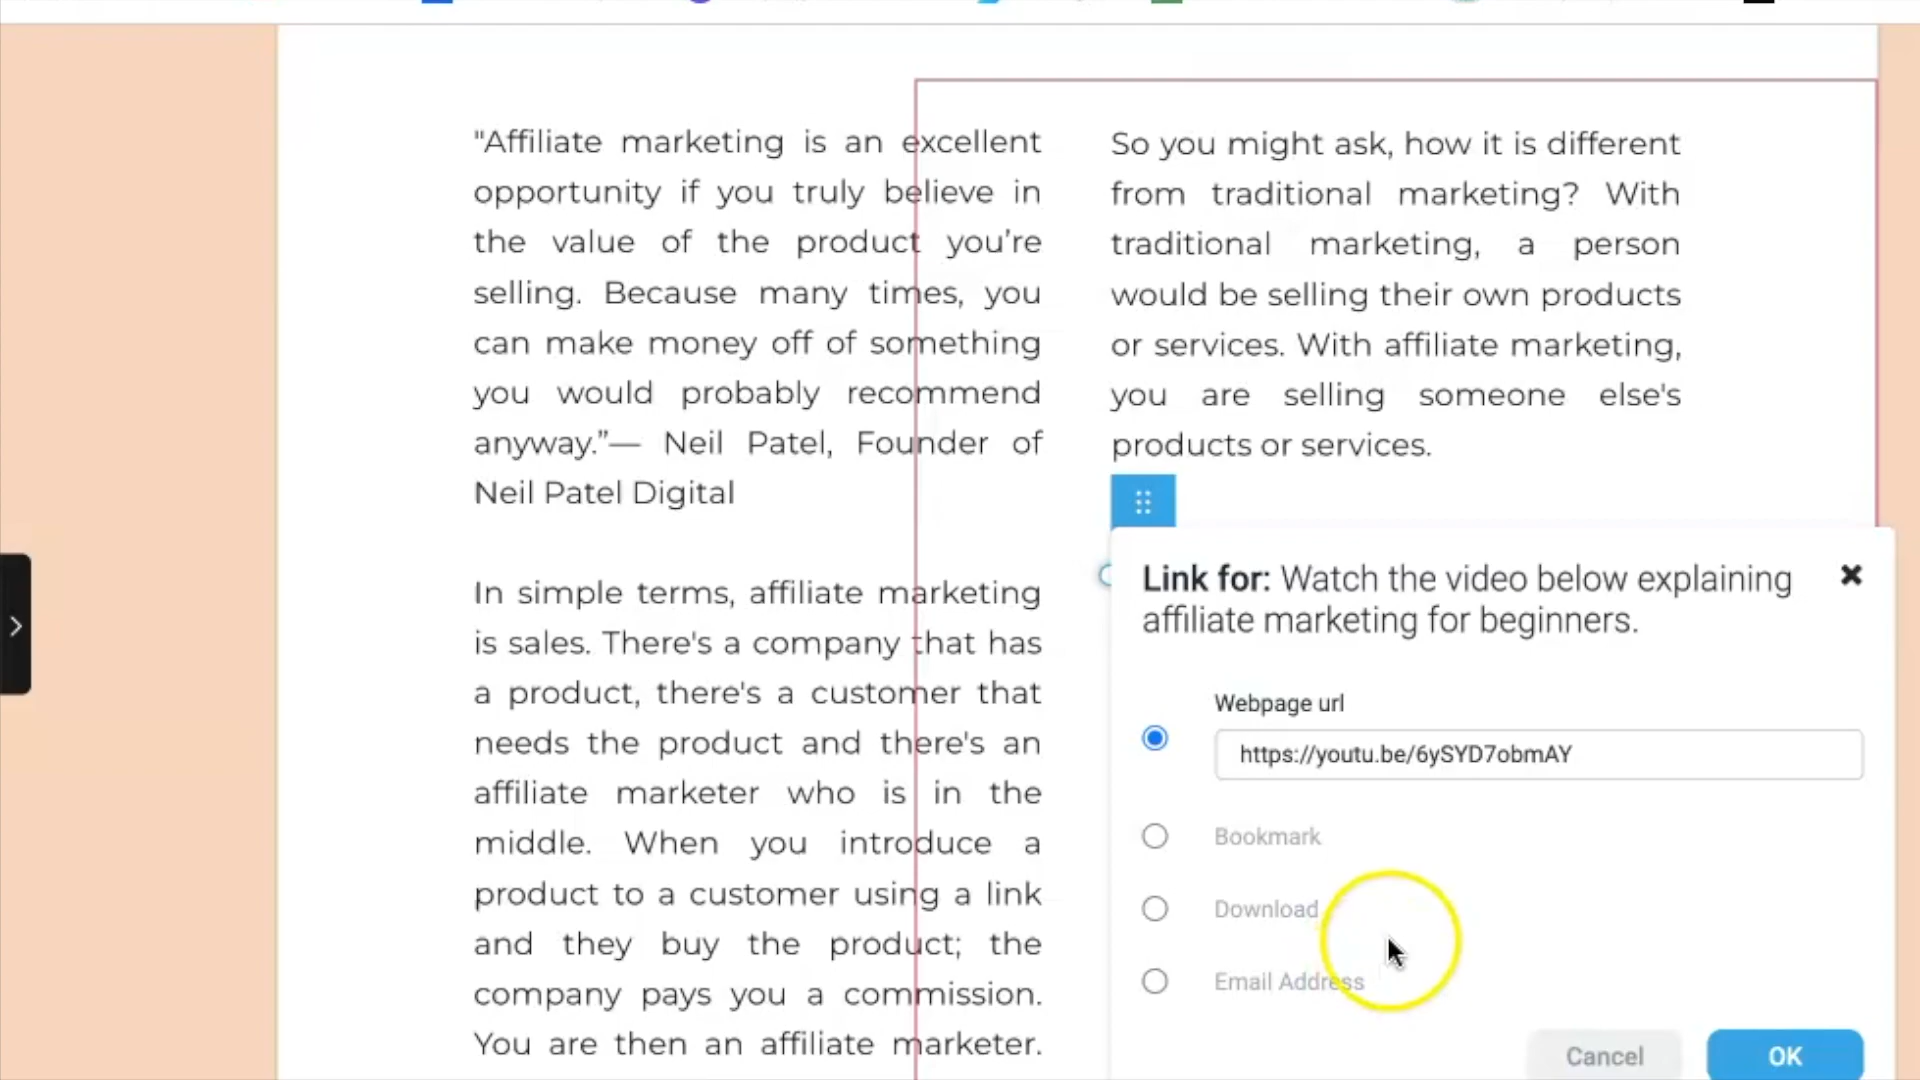 "Affiliate marketing is an excellent
opportunity if you truly believe in
the value of the product you're
selling. Because many times, you
can make money off of something
you would probably recommend
anyway.”— Neil Patel, Founder of
Neil Patel Digital
In simple terms, affiliate marketing
is sales. There's a company that has
a product, there's a customer that
needs the product and there's an
affiliate marketer who is in the
middle. When you introduce a
product to a customer using a link
and they buy the product; the
company pays you a commission.
You are then an affiliate marketer.
So you might ask, how it is different
from traditional marketing? With
traditional marketing, a person
would be selling their own products
or services. With affiliate marketing,
you are selling someone else's
products or services.
Link for: Watch the video below explaining
affiliate marketing for beginners.
Webpage url
https://youtu.be/6ySYD7obmAY
Bookmark
Download
Email Address
Cancel
OK